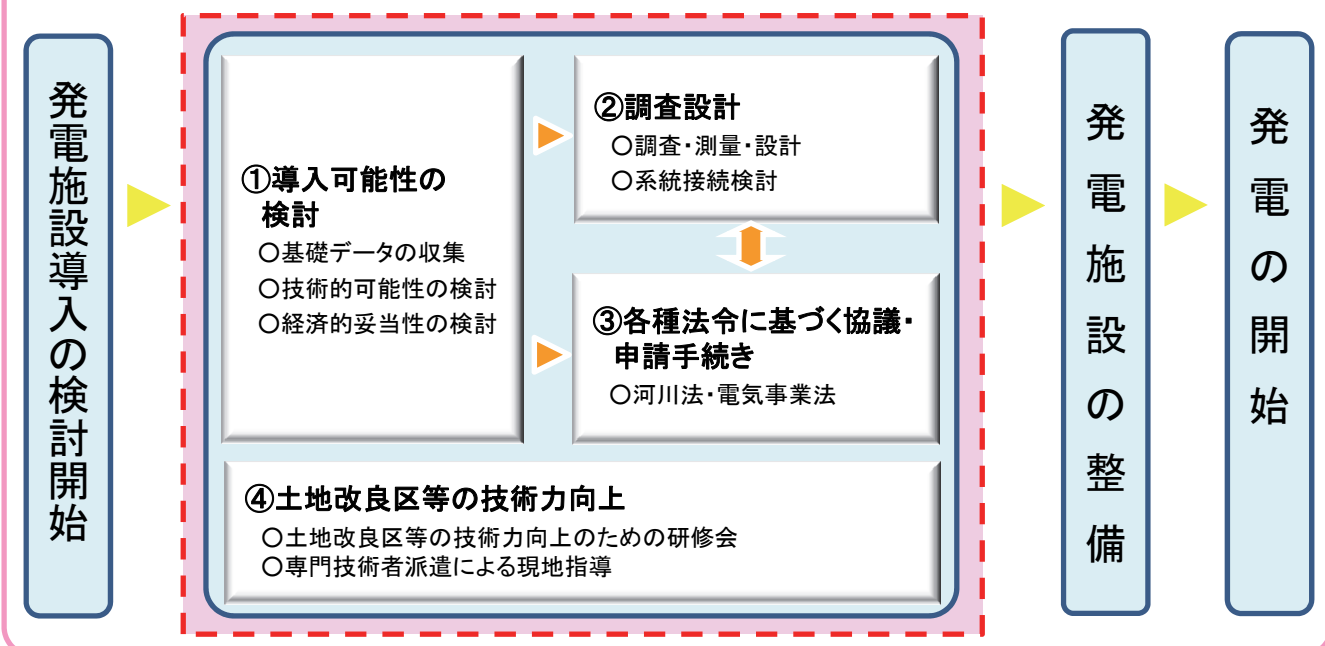 発電施設導入の検討開始
①導入可能性の
検討
○基礎データの収集
○技術的可能性の検討
○経済的妥当性の検討
②調査設計
○調査・測量・設計
○系統接続検討
③各種法令に基づく協議・
申請手続き
○河川法・電気事業法
④土地改良区等の技術力向上
○土地改良区等の技術力向上のための研修会
○専門技術者派遣による現地指導
発電施設の整備
発電の開始